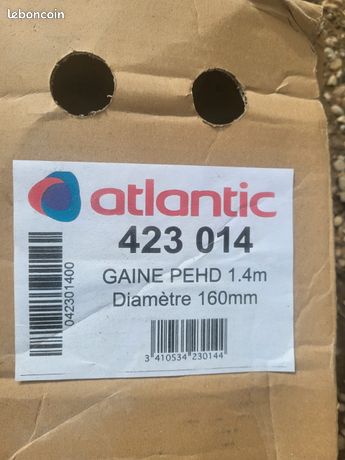 leboncoin
atlantic
423 014
GAINE PEHD 1.4m
Diamètre 160mm
042301400
3 410534 230144